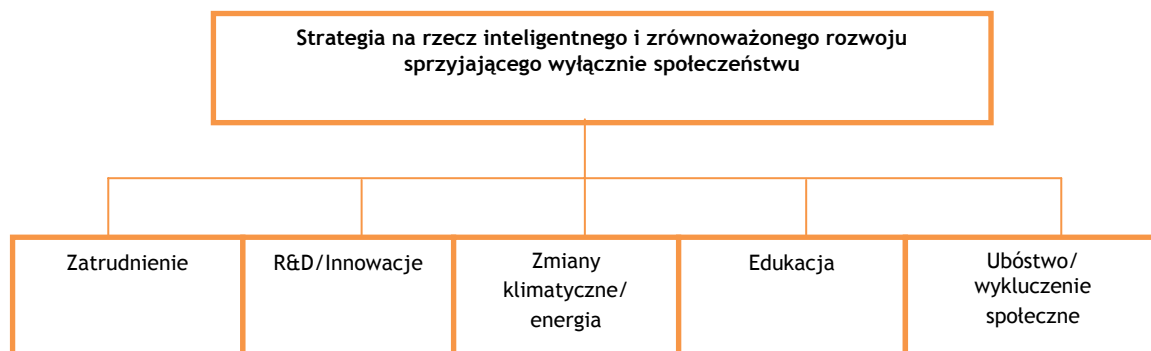 Strategia na rzecz inteligentnego i zrównoważonego rozwoju
sprzyjającego wyłącznie społeczeństwu
Zatrudnienie
R&D/Innowacje
Zmiany
klimatyczne/
energia
Edukacja
Ubóstwo/
wykluczenie
społeczne